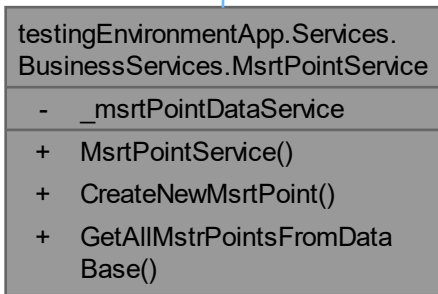 testingEnvironmentApp.Services.
BusinessServices.MsrtPointService
- _msrtPointDataService
+ MsrtPointService()
+ CreateNewMsrtPoint()
+ GetAllMstrPointsFromData
Base()